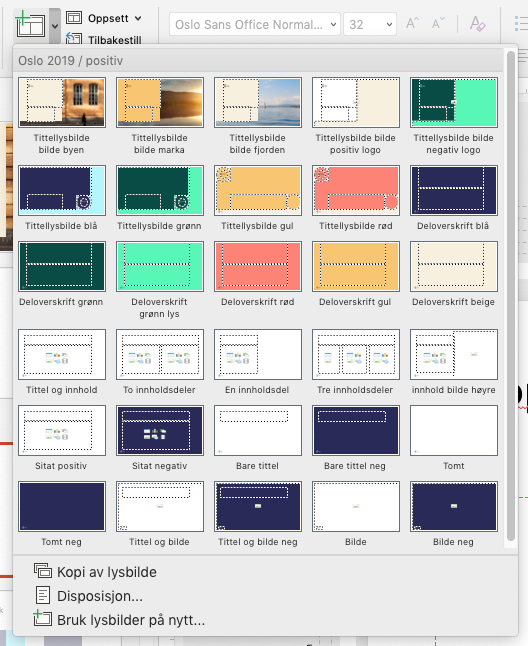 Oppsett
Tilbakestill
Oslo Sans Office Normal...
32
Oslo 2019 / positiv
Tittellysbilde bilde byen
Tittellysbilde bilde marka
Tittellysbilde bilde fjorden
Tittellysbilde bilde positiv logo
Tittellysbilde bilde negativ logo
Tittellysbilde blå
Tittellysbilde grønn
Tittellysbilde gul
Tittellysbilde rød
Deloverskrift blå
Deloverskrift grønn
Deloverskrift grønn lys
Deloverskrift rød
Deloverskrift gul
Deloverskrift beige
Tittel og innhold
To innholdsdeler
En innholdsdel
Tre innholdsdeler
innhold bilde høyre
Sitat positiv
Sitat negativ
Bare tittel
Bare tittel neg
Tomt
Tomt neg
Tittel og bilde
Tittel og bilde neg
Bilde
Bilde neg
Kopi av lysbilde
Disposisjon...
Bruk lysbilder på nytt...